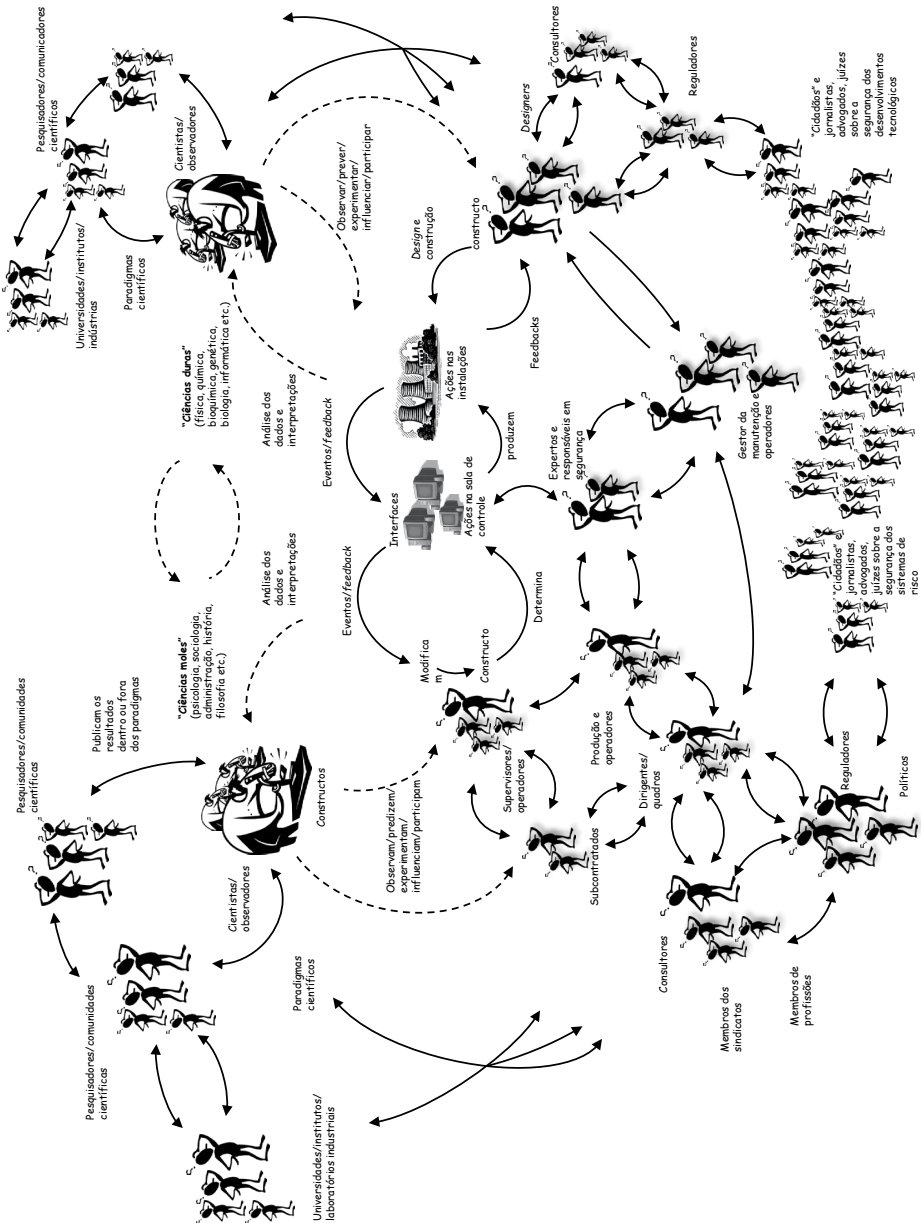 Pesquisadores/comunidades
científicas
Publicam os
resultados
dentro ou fora
dos paradigmas
Pesquisadores/comunidades
científicas
Universidades/institutos/
laboratórios industriais
Cientistas/
observadores
Paradigmas
científicos
Constructos
"Ciências moles"
(psicologia, sociologia,
administração, história,
filosofia etc.)
Análise dos
dados e
interpretações
"Ciências duras"
(física, química,
bioquímica, genética,
biologia, informática etc.)
Análise dos
dados e
interpretações
Universidades/institutos/
indústrias
Pesquisadores/comunicadores
científicos
Paradigmas
científicos
Cientistas/
observadores
Observar/prever/
experimentar/
influenciar/participar
Observam/predizem/
experimentam/
influenciam/participam
Eventos/feedback
Eventos/feedback
Modifica
m
Constructo
Interfaces
Ações na sala de
controle
Ações nas
instalações
Design e
construção
constructo
Designers
Consultores
Reguladores
Determina
produzem
Feedbacks
Supervisores/
operadores
Subcontratados
Produção e
operadores
Dirigentes/
quadros
Expertos e
responsáveis em
segurança
Gestor da
manutenção e
operadores
Consultores
Membros dos
sindicatos
Membros de
profissões
Reguladores
Políticos
"Cidadãos" e
jornalistas,
advogados,
juízes sobre a
segurança dos
sistemas de
risco
"Cidadãos" e
jornalistas,
advogados, juízes
sobre a
segurança dos
desenvolvimentos
tecnológicos